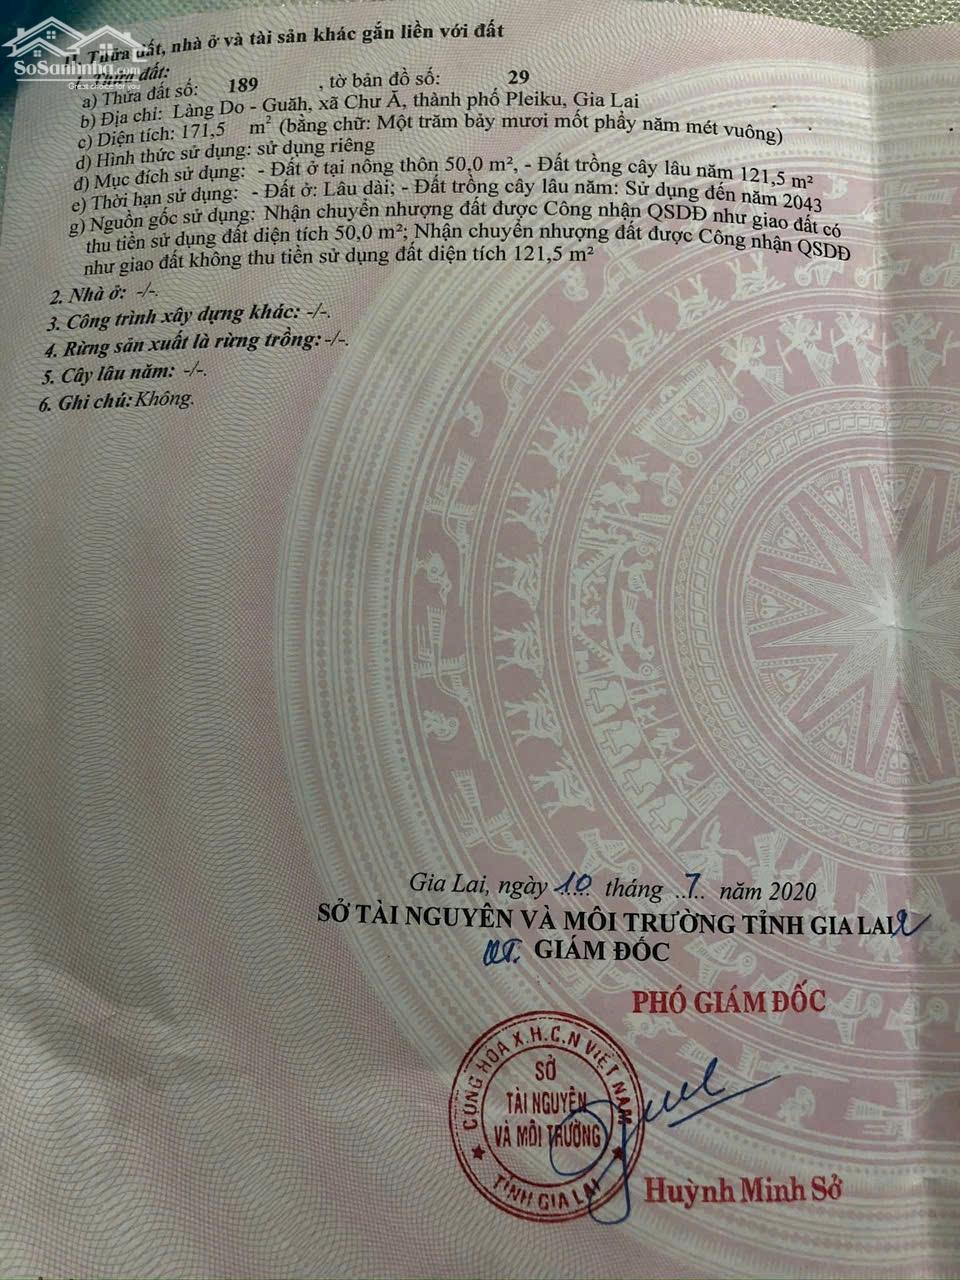 SoSanhnha.com
Great choice for you
II. Thửa đất, nhà ở và tài sản khác gắn liền với đất
1. Thửa đất:
a) Thửa đất số: 189 , tờ bản đồ số: 29
b) Địa chỉ: Làng Do - Guăh, xã Chư Ă, thành phố Pleiku, Gia Lai
c) Diện tích: 171,5 m² (bằng chữ: Một trăm bảy mươi mốt phẩy năm mét vuông)
d) Hình thức sử dụng: sử dụng riêng
đ) Mục đích sử dụng: - Đất ở tại nông thôn 50,0 m², - Đất trồng cây lâu năm 121,5 m²
e) Thời hạn sử dụng: - Đất ở: Lâu dài; - Đất trồng cây lâu năm: Sử dụng đến năm 2043
g) Nguồn gốc sử dụng: Nhận chuyển nhượng đất được Công nhận QSDĐ như giao đất có
thu tiền sử dụng đất diện tích 50,0 m²; Nhận chuyển nhượng đất được Công nhận QSDĐ
như giao đất không thu tiền sử dụng đất diện tích 121,5 m²
2. Nhà ở: -/-.
3. Công trình xây dựng khác: -/-.
4. Rừng sản xuất là rừng trồng: -/-.
5. Cây lâu năm: -/-.
6. Ghi chú: Không.
Gia Lai, ngày 10 tháng 7 năm 2020
SỞ TÀI NGUYÊN VÀ MÔI TRƯỜNG TỈNH GIA LAI
KT. GIÁM ĐỐC
PHÓ GIÁM ĐỐC
CỘNG HÒA X.H.C.N VIỆT NAM
SỞ
TÀI NGUYÊN
VÀ MÔI TRƯỜNG
TỈNH GIA LAI
Huỳnh Minh Sở